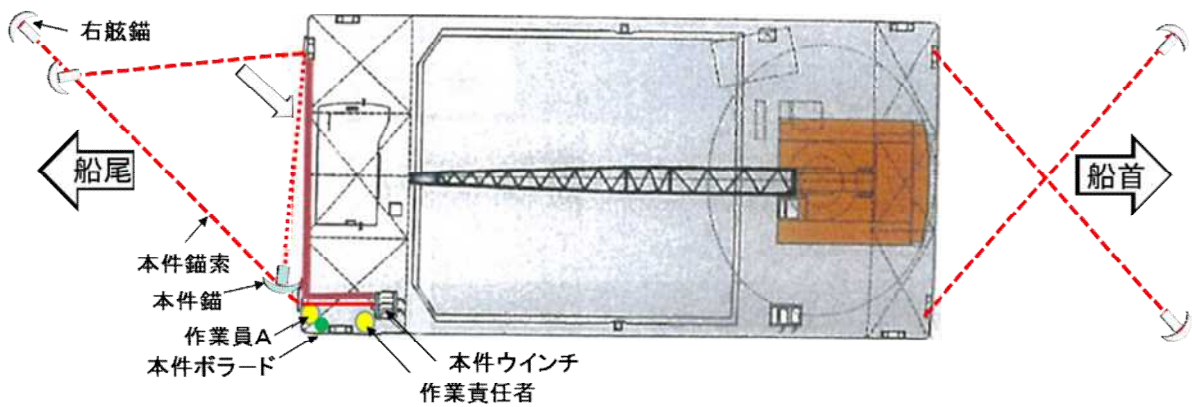 右舷錨
船尾
船首
本件錨索
本件錨
作業員A
本件ボラード
本件ウインチ
作業責任者